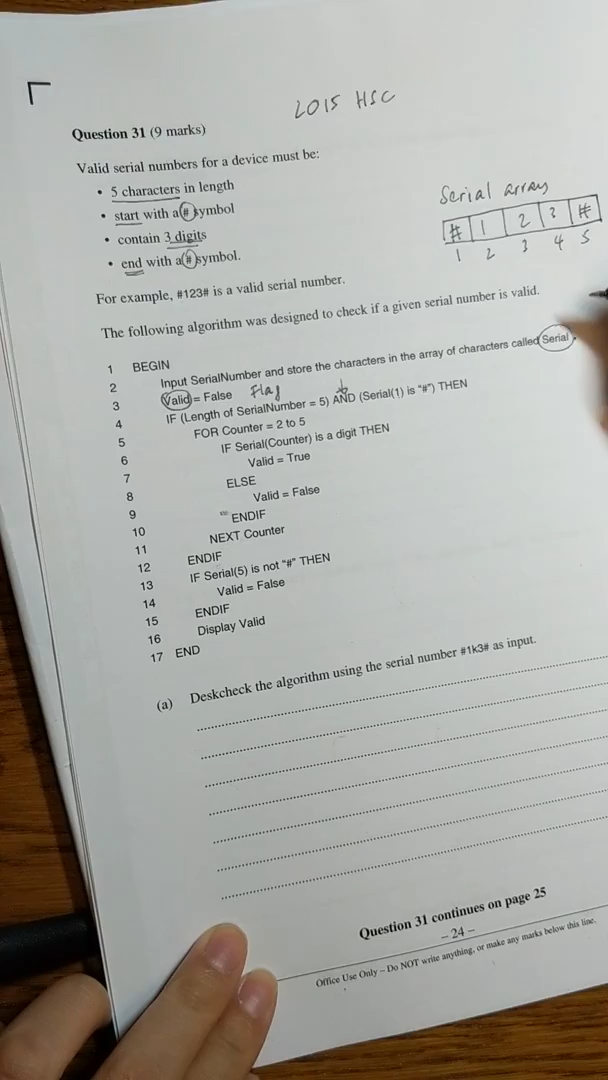 2015 HSC
Question 31 (9 marks)
Valid serial numbers for a device must be:
• 5 characters in length
• start with a # symbol
• contain 3 digits
• end with a # symbol.
Serial array
# 1 2 3 #
1 2 3 4 5
For example, #123# is a valid serial number.
The following algorithm was designed to check if a given serial number is valid.
1 BEGIN
2 Input SerialNumber and store the characters in the array of characters called Serial
3 Valid = False Flag
4 IF (Length of SerialNumber = 5) AND (Serial(1) is "#") THEN
5 FOR Counter = 2 to 5
6 IF Serial(Counter) is a digit THEN
7 Valid = True
8 ELSE
9 Valid = False
10 ENDIF
11 NEXT Counter
12 ENDIF
13 IF Serial(5) is not "#" THEN
14 Valid = False
15 ENDIF
16 Display Valid
17 END
(a) Deskcheck the algorithm using the serial number #1k3# as input.
Question 31 continues on page 25
– 24 –
Office Use Only – Do NOT write anything, or make any marks below this line.